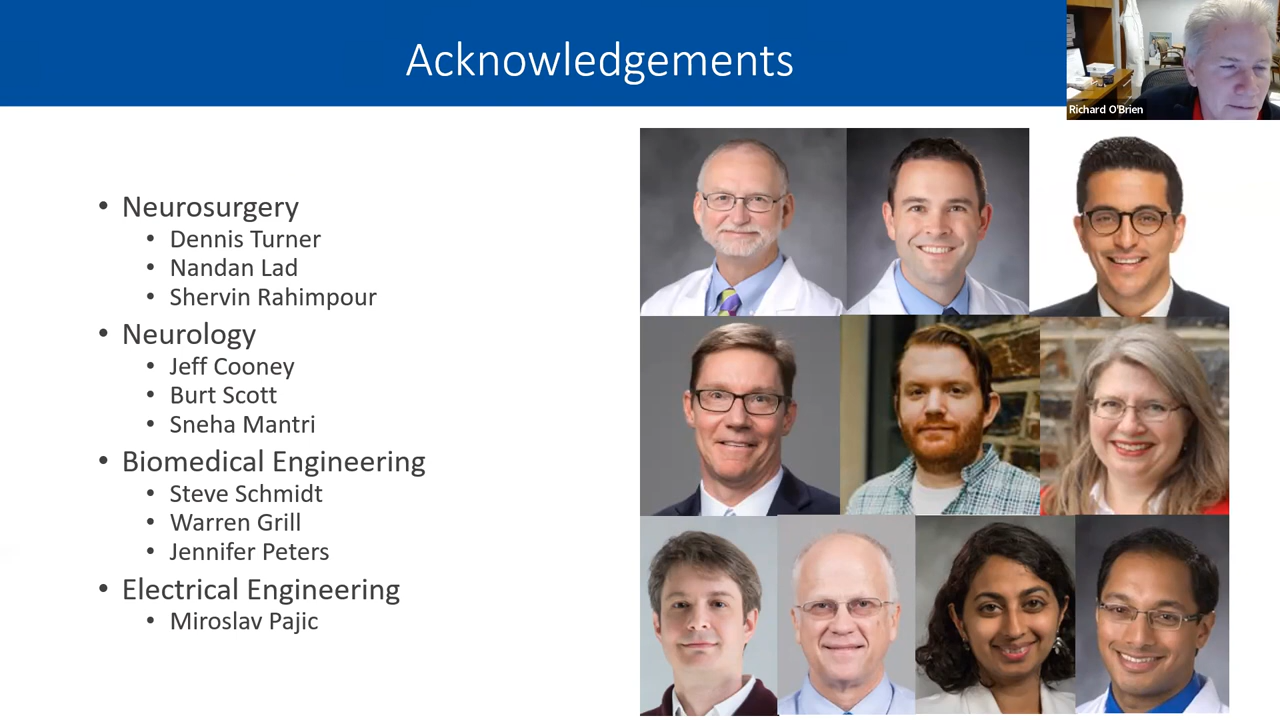 Acknowledgements
Richard O'Brien
• Neurosurgery
• Dennis Turner
• Nandan Lad
• Shervin Rahimpour
• Neurology
• Jeff Cooney
• Burt Scott
• Sneha Mantri
• Biomedical Engineering
• Steve Schmidt
• Warren Grill
• Jennifer Peters
• Electrical Engineering
• Miroslav Pajic